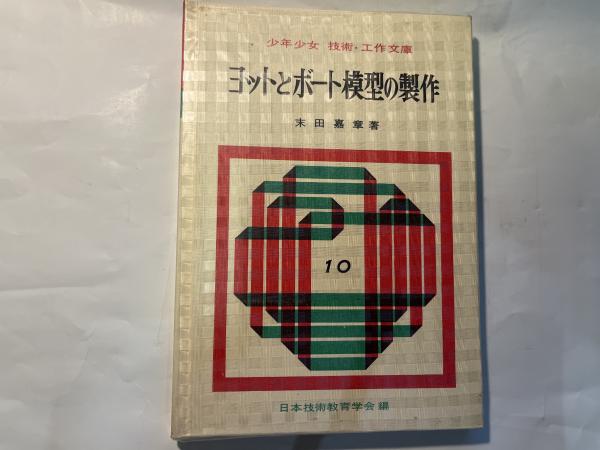 少年少女 技術・工作文庫
ヨットとボート模型の製作
末田嘉章著
10
日本技術教育学会編